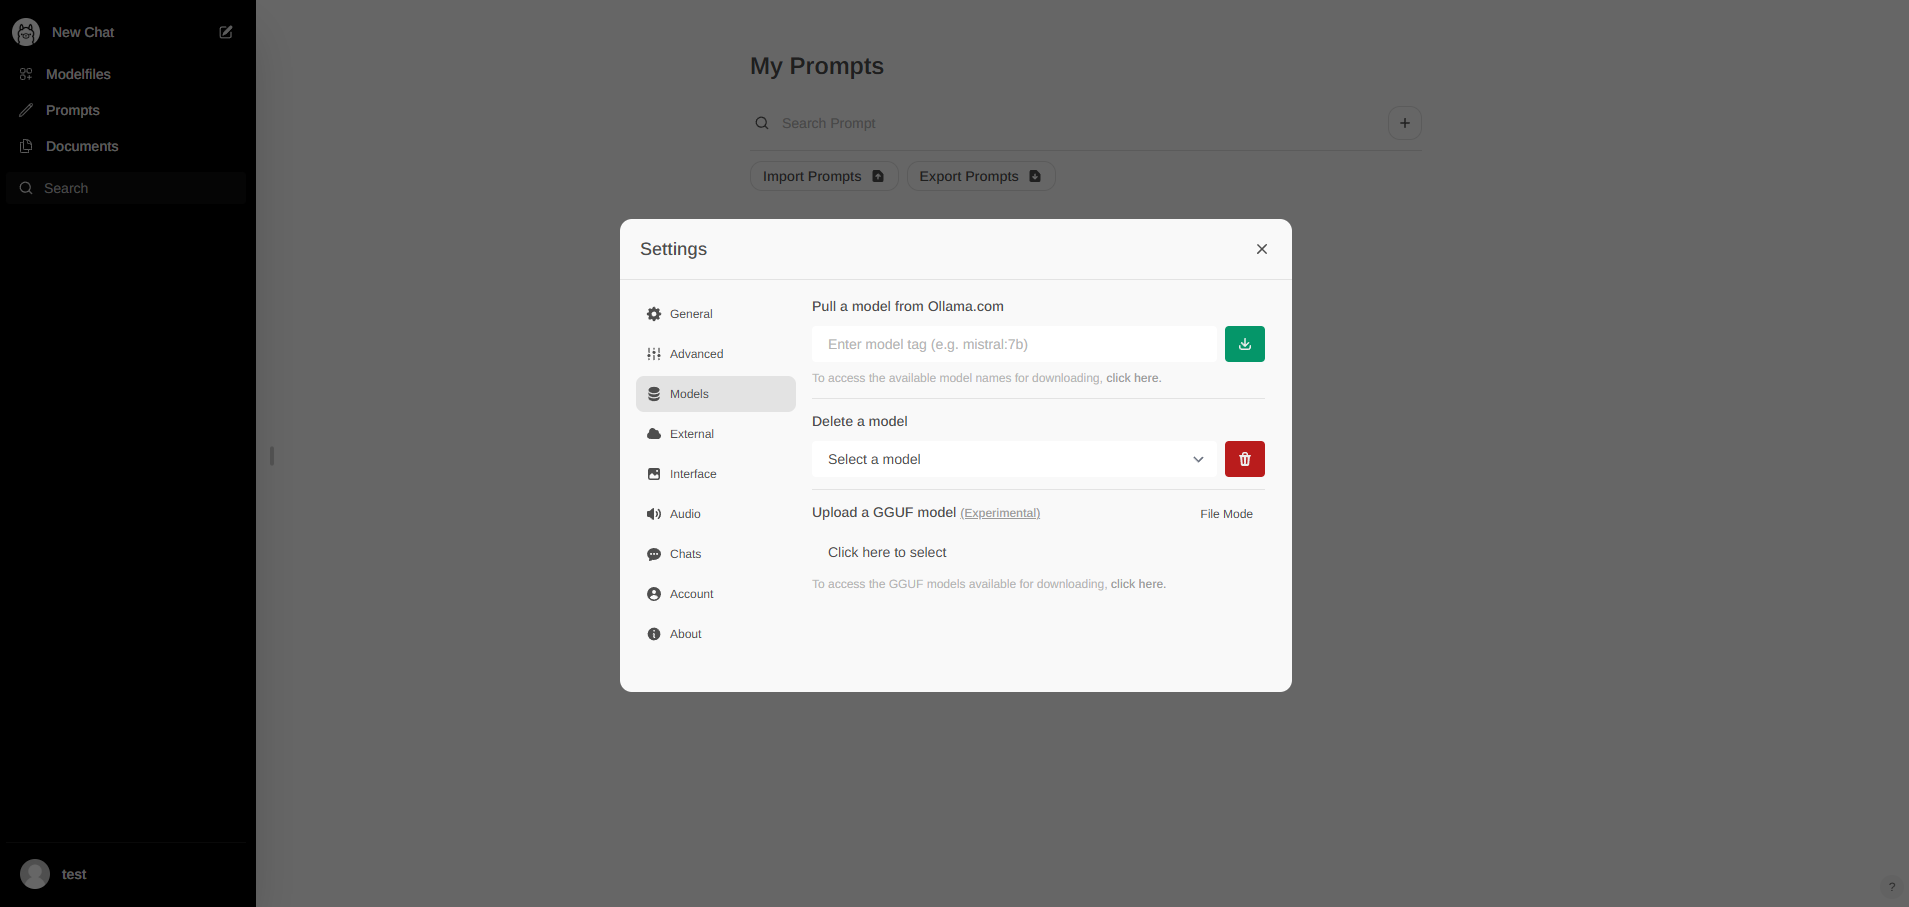 New Chat
Modelfiles
Prompts
Documents
Search
test
My Prompts
Search Prompt
Import Prompts
Export Prompts
Settings
General
Advanced
Models
External
Interface
Audio
Chats
Account
About
Pull a model from Ollama.com
Enter model tag (e.g. mistral:7b)
To access the available model names for downloading, click here.
Delete a model
Select a model
Upload a GGUF model (Experimental)
File Mode
Click here to select
To access the GGUF models available for downloading, click here.
?